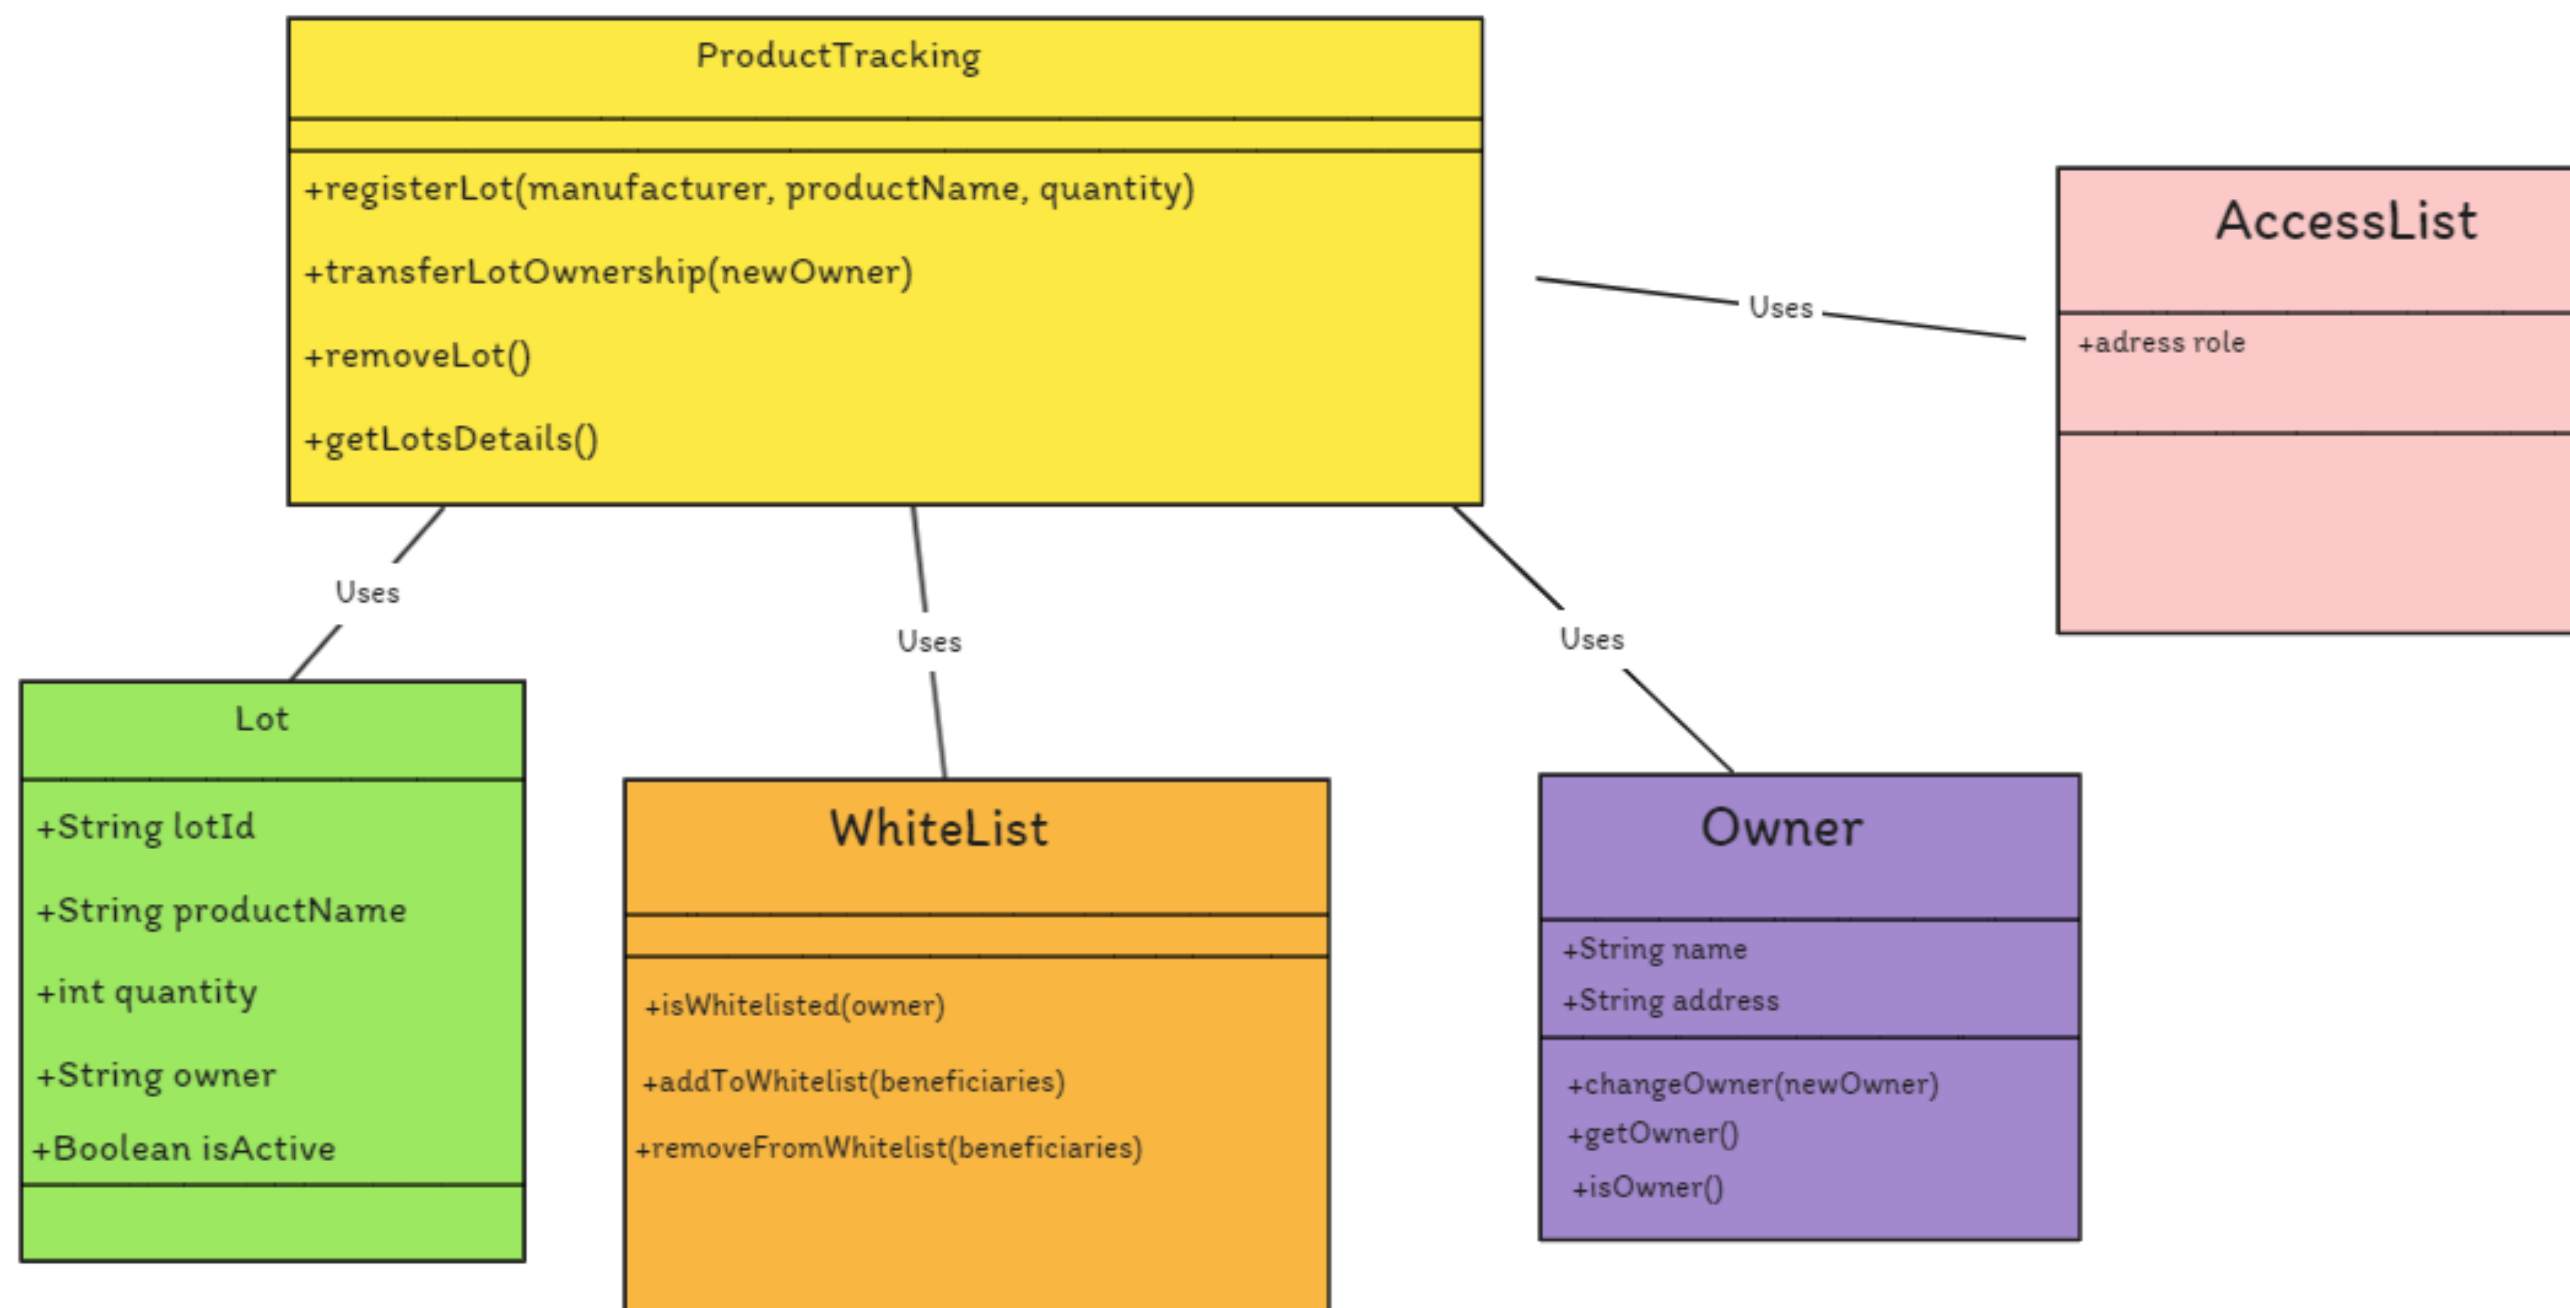 ProductTracking
+registerLot(manufacturer, productName, quantity)
+transferLotOwnership(newOwner)
+removeLot()
+getLotsDetails()
Uses
AccessList
+adress role
Uses
Uses
Uses
Lot
+String lotId
+String productName
+int quantity
+String owner
+Boolean isActive
WhiteList
+isWhitelisted(owner)
+addToWhitelist(beneficiaries)
+removeFromWhitelist(beneficiaries)
Owner
+String name
+String address
+changeOwner(newOwner)
+getOwner()
+isOwner()